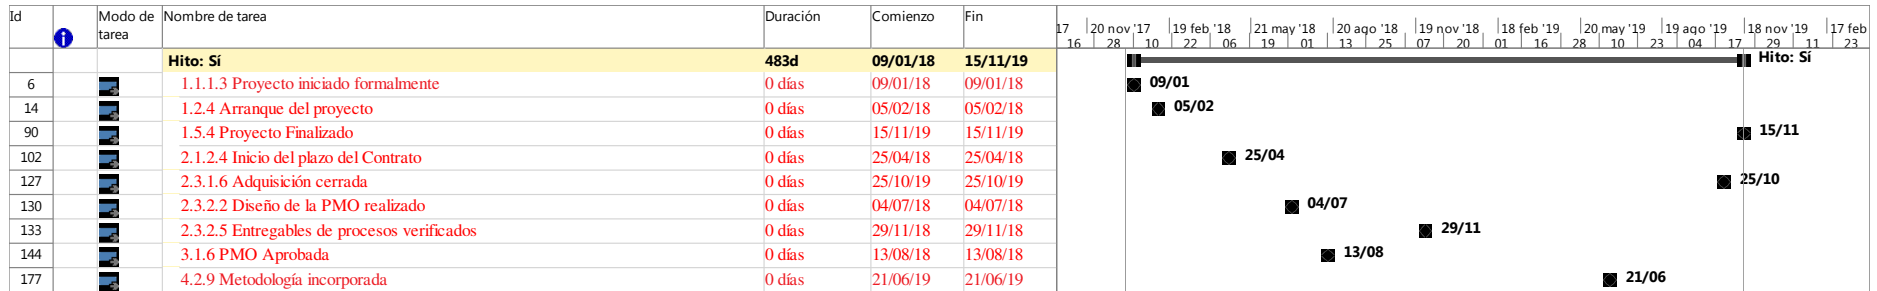 Id Modo de tarea Nombre de tarea Duración Comienzo Fin
17 20 nov '17 19 feb '18 21 may '18 20 ago '18 19 nov '18 18 feb '19 20 may '19 19 ago '19 18 nov '19 17 feb
16 28 10 22 06 19 01 13 25 07 20 01 16 28 10 23 04 17 29 11 23
Hito: Sí 483d 09/01/18 15/11/19 Hito: Sí
6 1.1.1.3 Proyecto iniciado formalmente 0 días 09/01/18 09/01/18 09/01
14 1.2.4 Arranque del proyecto 0 días 05/02/18 05/02/18 05/02
90 1.5.4 Proyecto Finalizado 0 días 15/11/19 15/11/19 15/11
102 2.1.2.4 Inicio del plazo del Contrato 0 días 25/04/18 25/04/18 25/04
127 2.3.1.6 Adquisición cerrada 0 días 25/10/19 25/10/19 25/10
130 2.3.2.2 Diseño de la PMO realizado 0 días 04/07/18 04/07/18 04/07
133 2.3.2.5 Entregables de procesos verificados 0 días 29/11/18 29/11/18 29/11
144 3.1.6 PMO Aprobada 0 días 13/08/18 13/08/18 13/08
177 4.2.9 Metodología incorporada 0 días 21/06/19 21/06/19 21/06